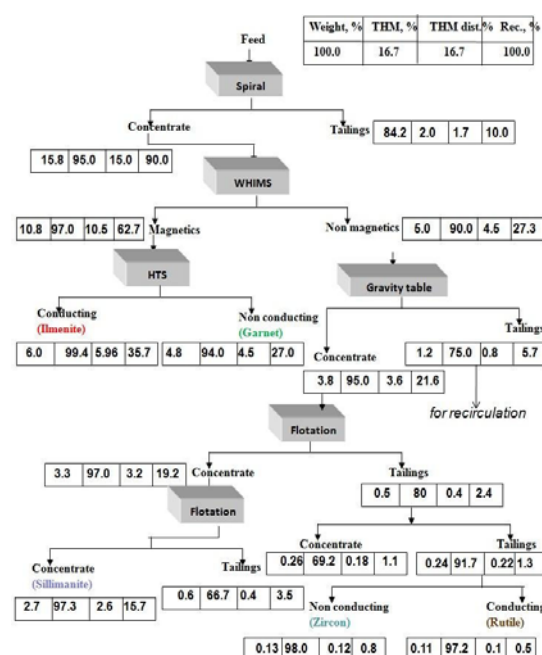 Weight, % THM, % THM dist. % Rec., %
100.0 16.7 16.7 100.0
Feed
Spiral
Concentrate
Tailings
84.2 2.0 1.7 10.0
15.8 95.0 15.0 90.0
WHIMS
10.8 97.0 10.5 62.7
Magnetics
Non magnetics
5.0 90.0 4.5 27.3
HTS
Gravity table
Conducting
(Ilmenite)
Non conducting
(Garnet)
Tailings
6.0 99.4 5.96 35.7
4.8 94.0 4.5 27.0
Concentrate
1.2 75.0 0.8 5.7
3.8 95.0 3.6 21.6
for recirculation
Flotation
3.3 97.0 3.2 19.2
Concentrate
Tailings
0.5 80 0.4 2.4
Flotation
Concentrate
(Sillimanite)
Tailings
Concentrate
Tailings
0.26 69.2 0.18 1.1
0.24 91.7 0.22 1.3
2.7 97.3 2.6 15.7
0.6 66.7 0.4 3.5
Non conducting
(Zircon)
Conducting
(Rutile)
0.13 98.0 0.12 0.8
0.11 97.2 0.1 0.5